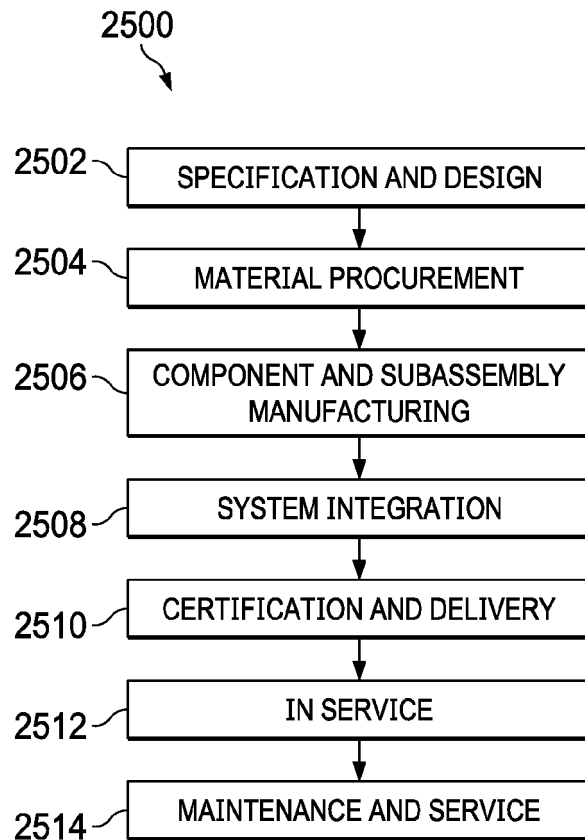 2500
2502
SPECIFICATION AND DESIGN
2504
MATERIAL PROCUREMENT
2506
COMPONENT AND SUBASSEMBLY
MANUFACTURING
2508
SYSTEM INTEGRATION
2510
CERTIFICATION AND DELIVERY
2512
IN SERVICE
2514
MAINTENANCE AND SERVICE